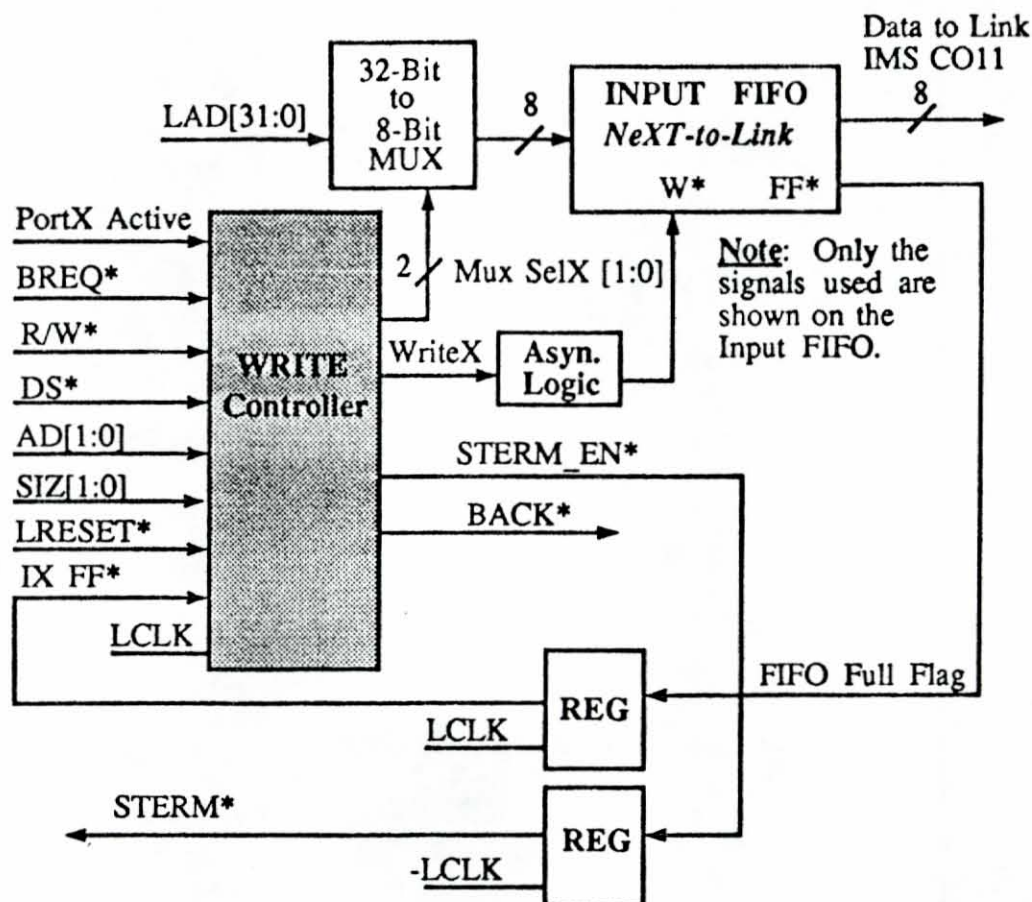 Data to Link
IMS CO11
32-Bit
to
8-Bit
MUX
LAD[31:0]
8
INPUT FIFO
NeXT-to-Link
W* FF*
8
PortX Active
BREQ*
R/W*
DS*
AD[1:0]
SIZ[1:0]
LRESET*
IX FF*
LCLK
WRITE
Controller
2
Mux SelX [1:0]
Note: Only the
signals used are
shown on the
Input FIFO.
WriteX
Asyn.
Logic
STERM_EN*
BACK*
FIFO Full Flag
REG
LCLK
STERM*
REG
-LCLK